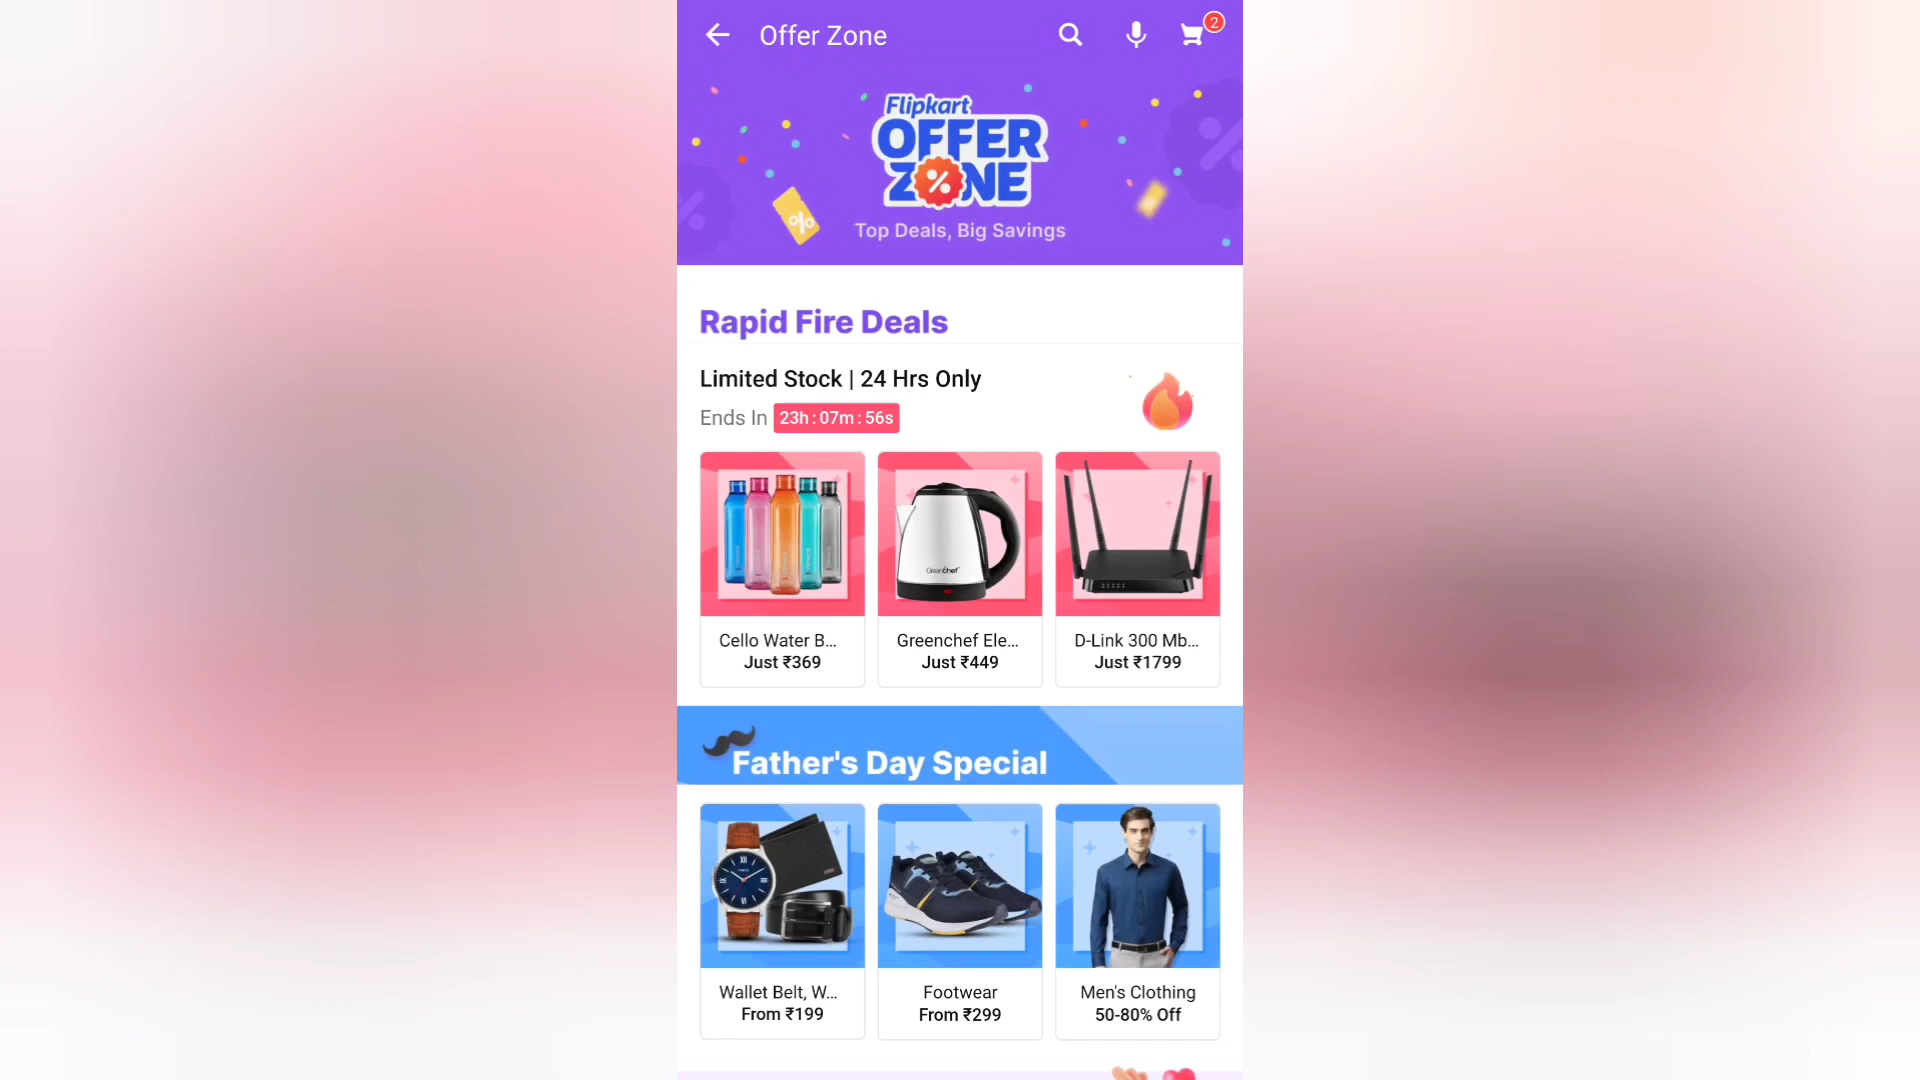 Offer Zone
2
Flipkart
OFFER
ZONE
Top Deals, Big Savings
Rapid Fire Deals
Limited Stock | 24 Hrs Only
Ends In 23h : 07m : 56s
Greenchef
Cello Water B...
Just ₹369
Greenchef Ele...
Just ₹449
D-Link 300 Mb...
Just ₹1799
Father's Day Special
Wallet Belt, W...
From ₹199
Footwear
From ₹299
Men's Clothing
50-80% Off